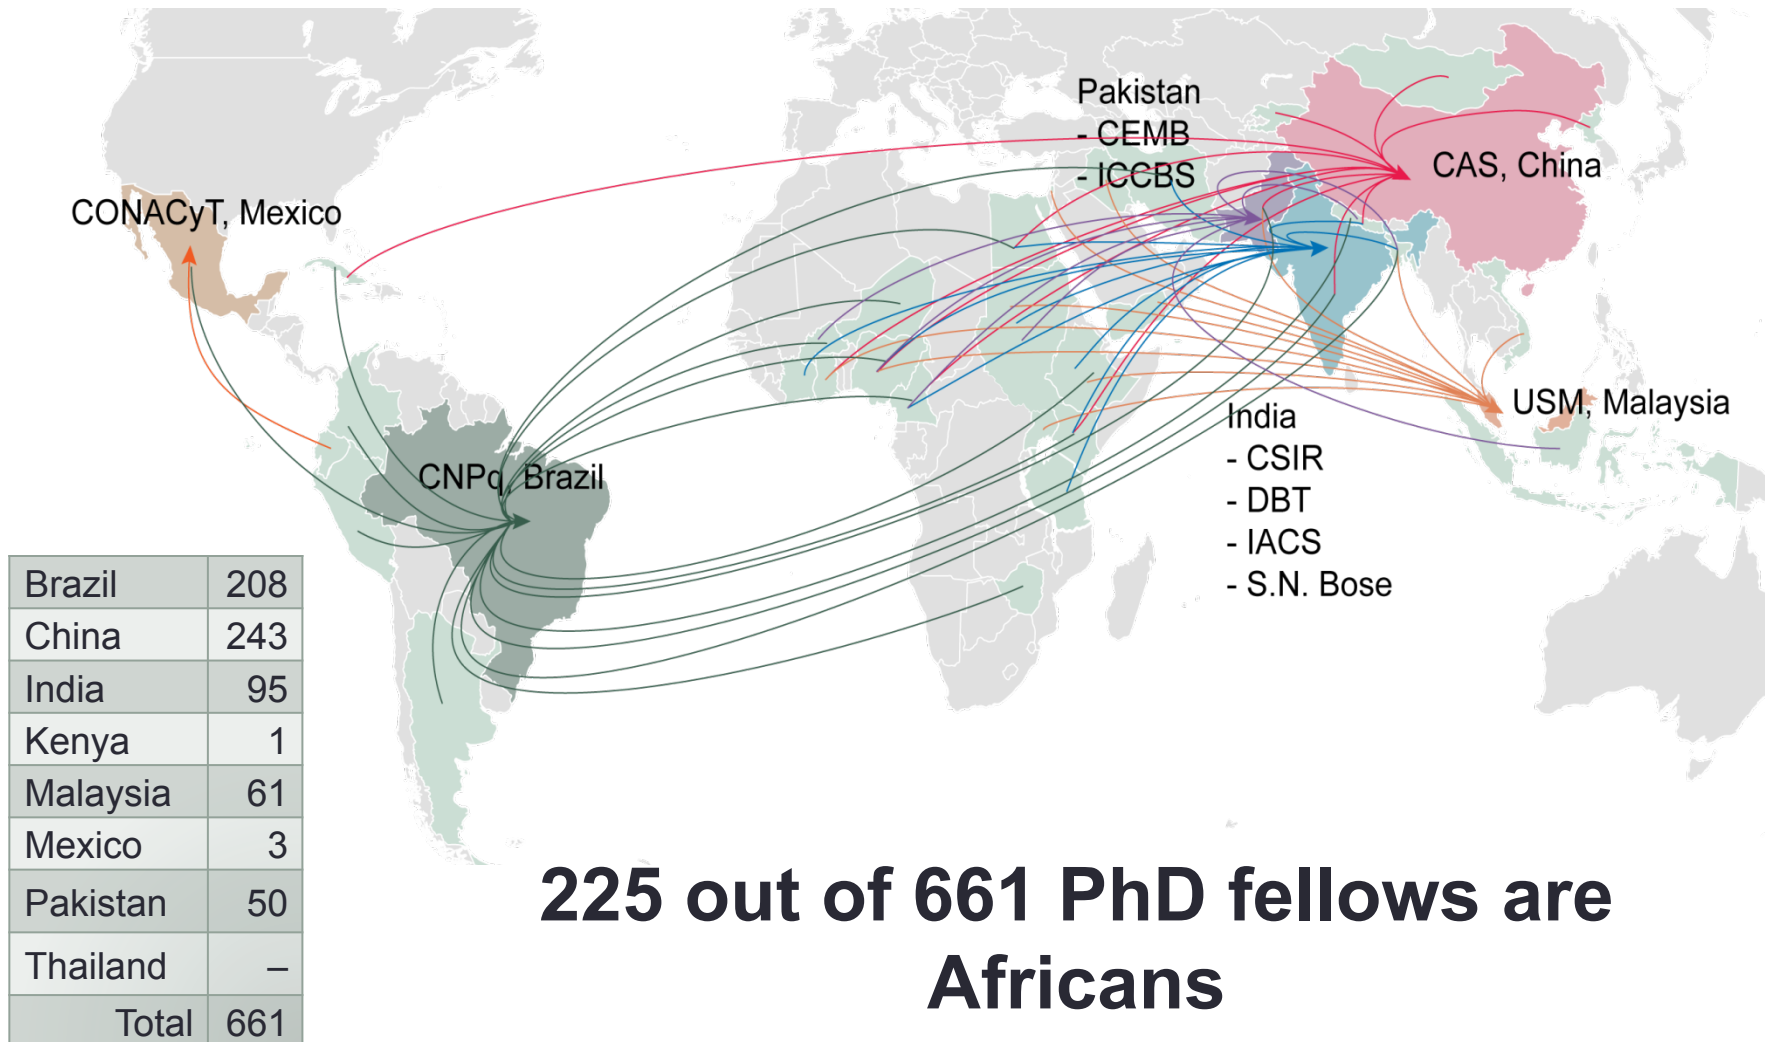 Pakistan
- CEMB
- ICCBS
CAS, China
CONACyT, Mexico
USM, Malaysia
India
- CSIR
- DBT
- IACS
- S.N. Bose
CNPq, Brazil
Brazil 208
China 243
India 95
Kenya 1
Malaysia 61
Mexico 3
Pakistan 50
Thailand –
Total 661
225 out of 661 PhD fellows are
Africans